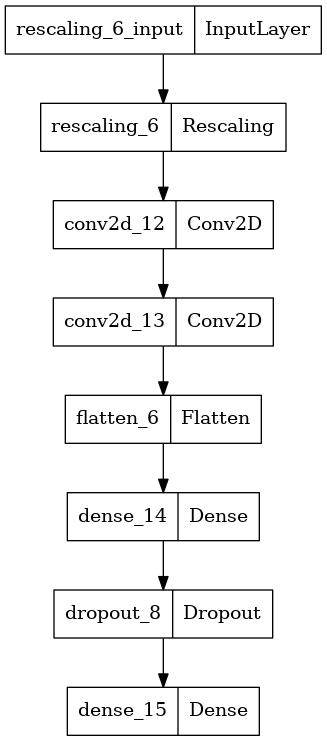 rescaling_6_input InputLayer
rescaling_6 Rescaling
conv2d_12 Conv2D
conv2d_13 Conv2D
flatten_6 Flatten
dense_14 Dense
dropout_8 Dropout
dense_15 Dense